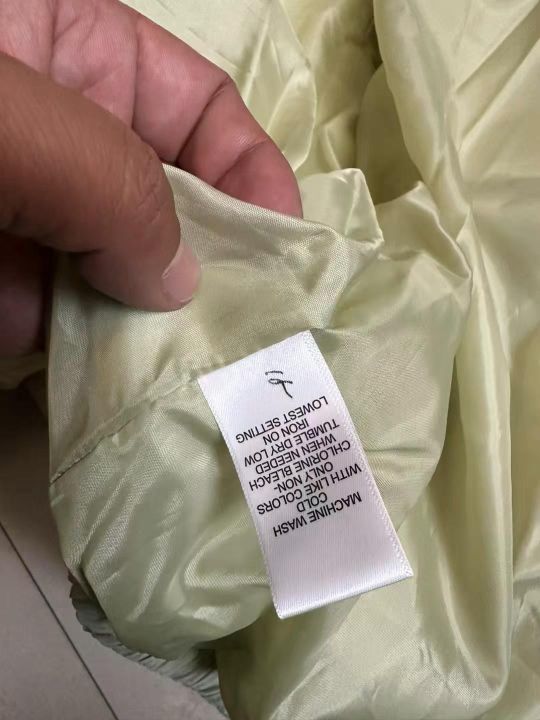 MACHINE WASH
COLD
WITH LIKE COLORS
ONLY NON-
CHLORINE BLEACH
WHEN NEEDED
TUMBLE DRY LOW
IRON ON
LOWEST SETTING